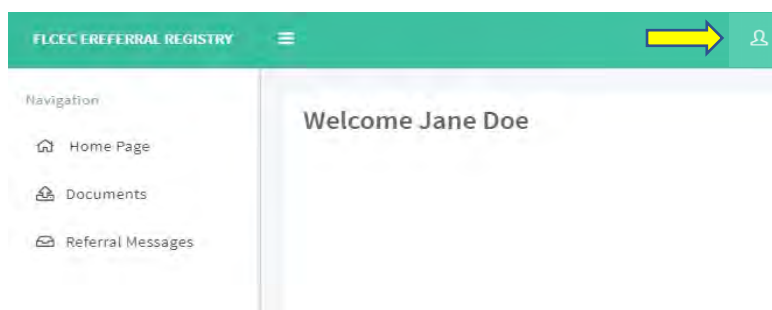 FLCEC EREFERRAL REGISTRY
Navigation
Welcome Jane Doe
Home Page
Documents
Referral Messages